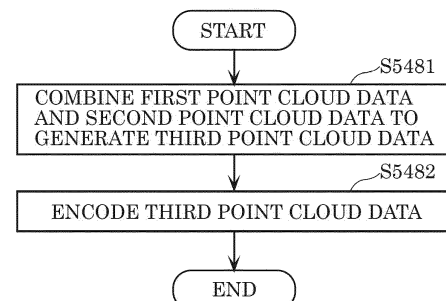 START
S5481
COMBINE FIRST POINT CLOUD DATA
AND SECOND POINT CLOUD DATA TO
GENERATE THIRD POINT CLOUD DATA
S5482
ENCODE THIRD POINT CLOUD DATA
END